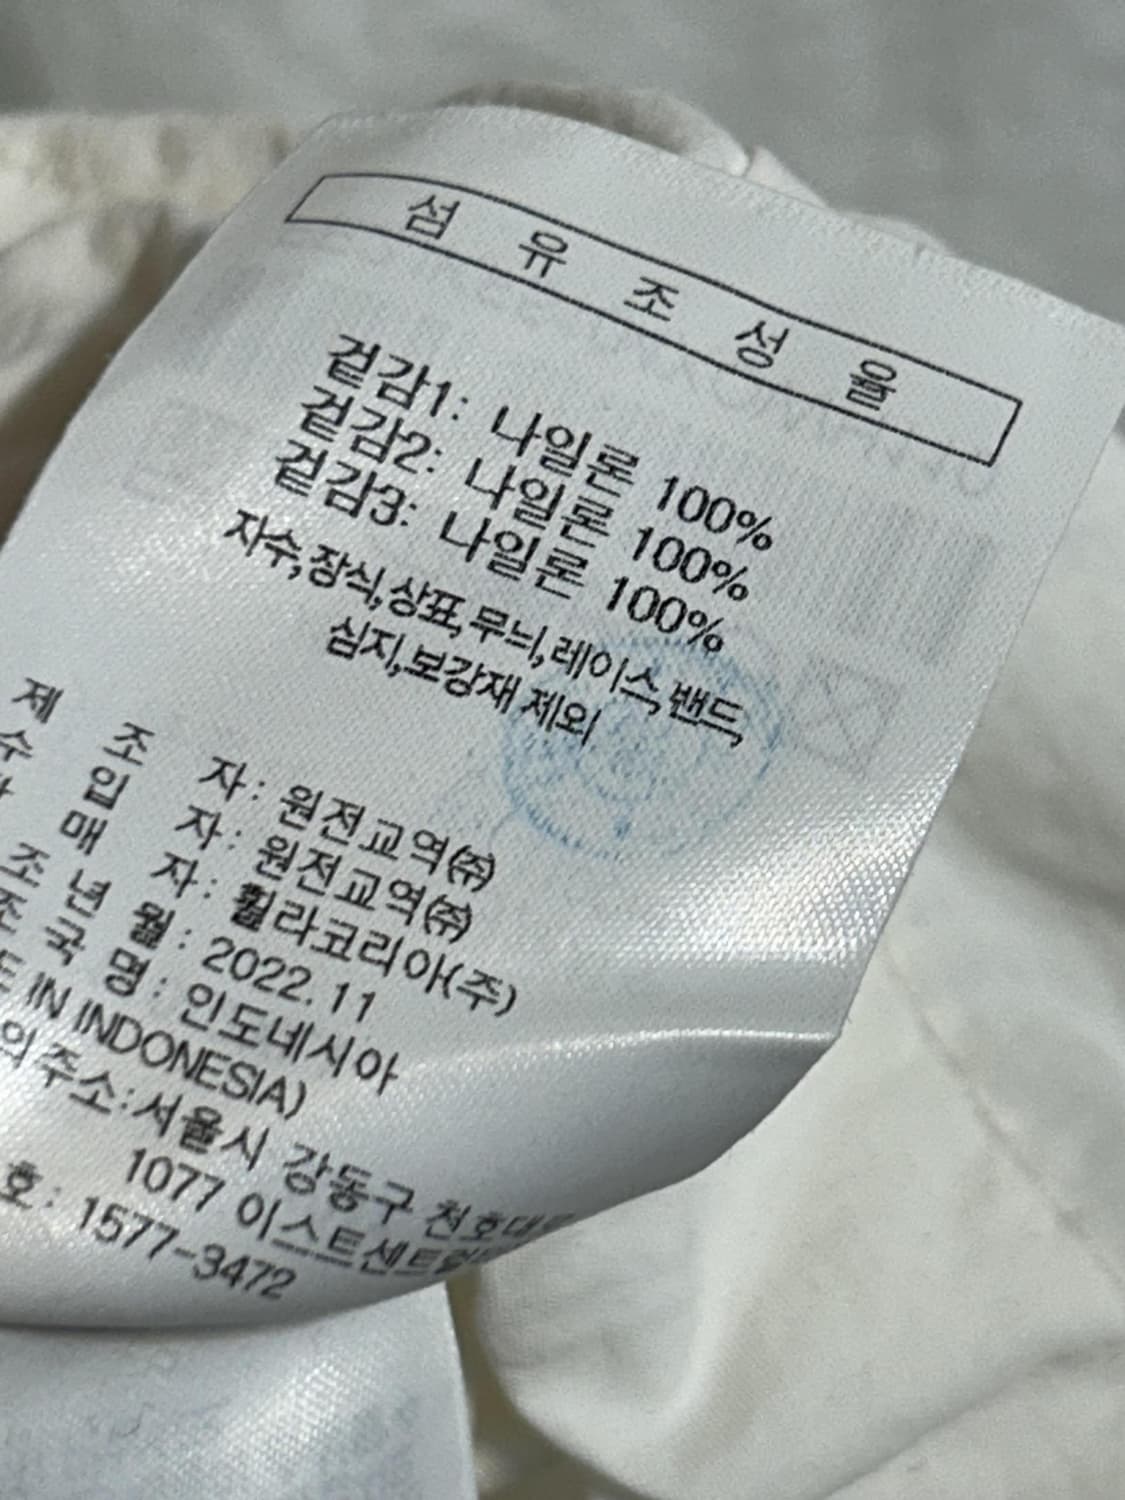 섬 유 조 성 율
겉감1: 나일론 100%
겉감2: 나일론 100%
겉감3: 나일론 100%
자수,장식,상표,무늬,레이스,밴드,
심지,보강재 제외
제 조 자: 원전교역(주)
수 입 자: 원전교역(주)
매 자: 휠라코리아(주)
조 년 월: 2022.11
조 국 명: 인도네시아
IN INDONESIA)
의 주소:서울시 강동구 천호대로
1077 이스트센트럴
호: 1577-3472